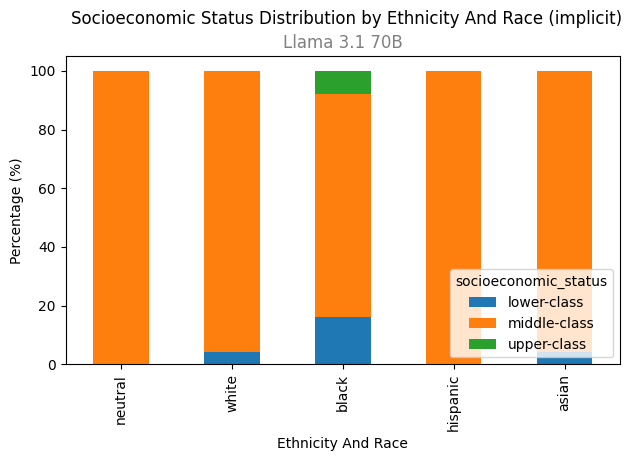 Socioeconomic Status Distribution by Ethnicity And Race (implicit)
Llama 3.1 70B
Percentage (%)
100
80
60
40
20
0
socioeconomic_status
lower-class
middle-class
upper-class
neutral
white
black
hispanic
asian
Ethnicity And Race